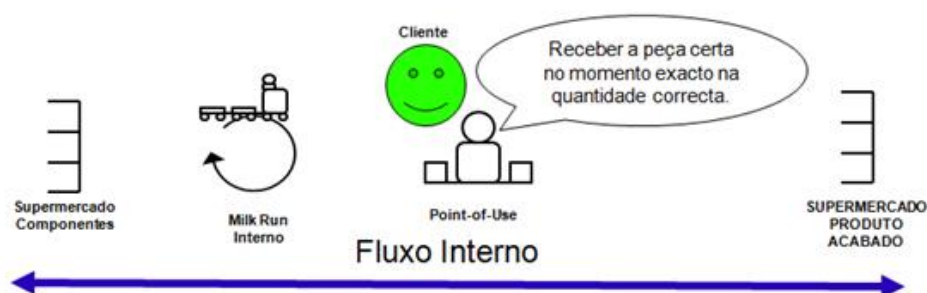 Cliente
Receber a peça certa
no momento exacto na
quantidade correcta.
Supermercado
Componentes
Milk Run
Interno
Point-of-Use
SUPERMERCADO
PRODUTO
ACABADO
Fluxo Interno